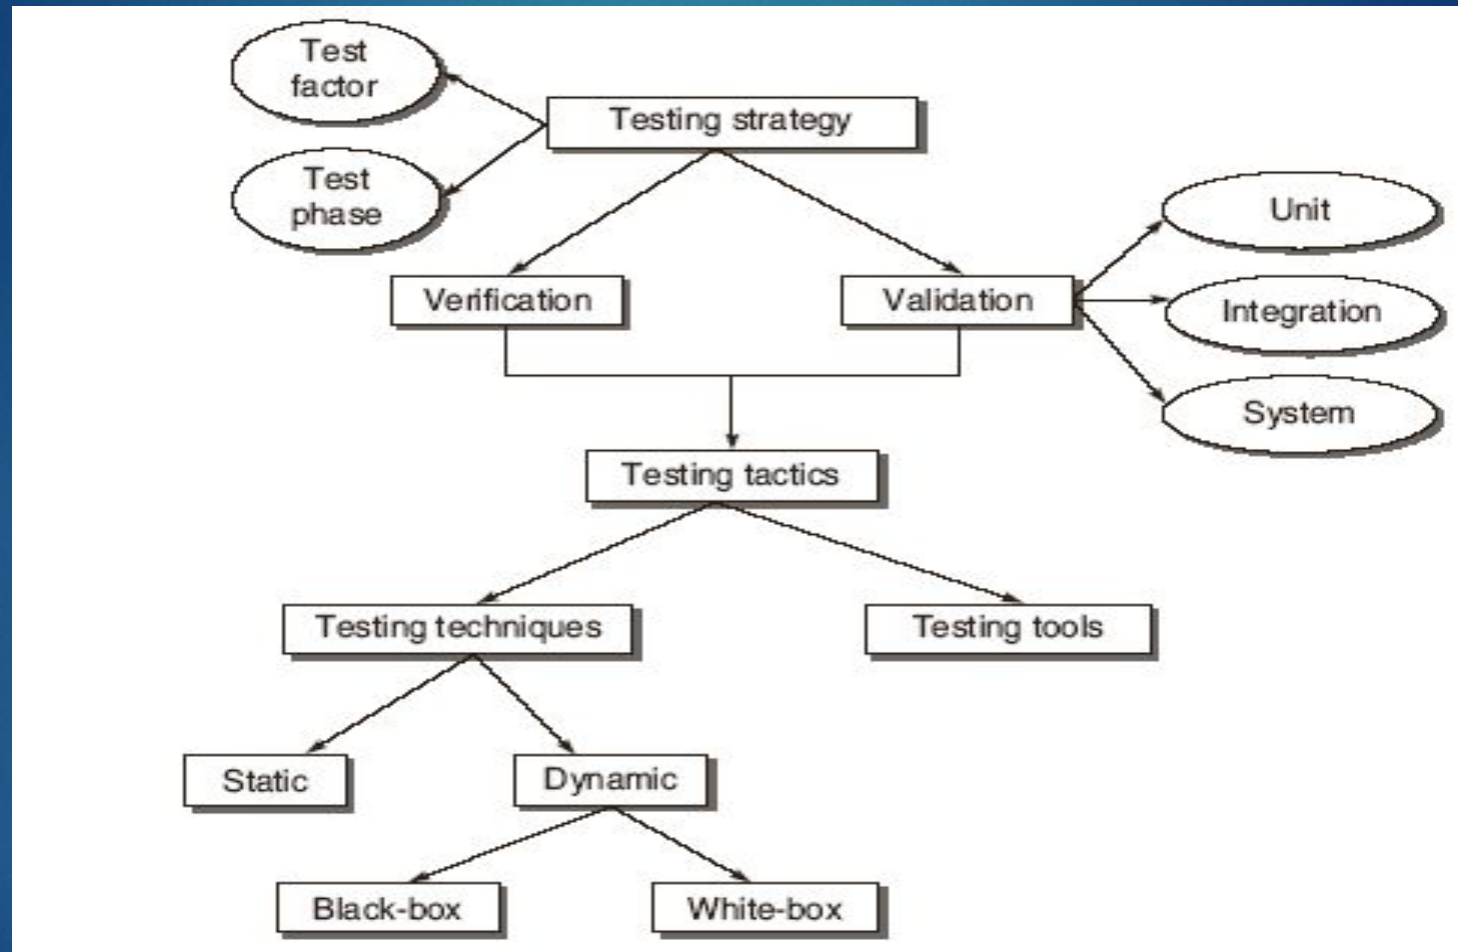 Test
factor
Testing strategy
Test
phase
Unit
Verification
Validation
Integration
System
Testing tactics
Testing techniques
Testing tools
Static
Dynamic
Black-box
White-box